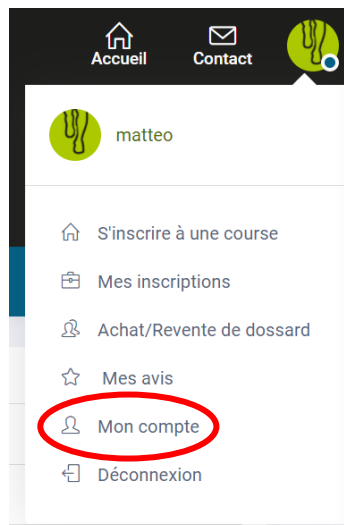 Accueil Contact
matteo
S'inscrire à une course
Mes inscriptions
Achat/Revente de dossard
Mes avis
Mon compte
Déconnexion